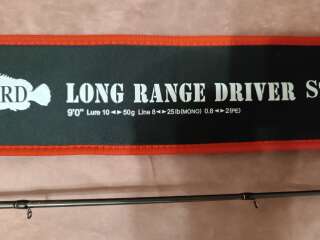 RD LONG RANGE DRIVER S
9'0" Lure 10◄►50g Line 8◄►25lb(MONO) 0.8◄►2(PE)